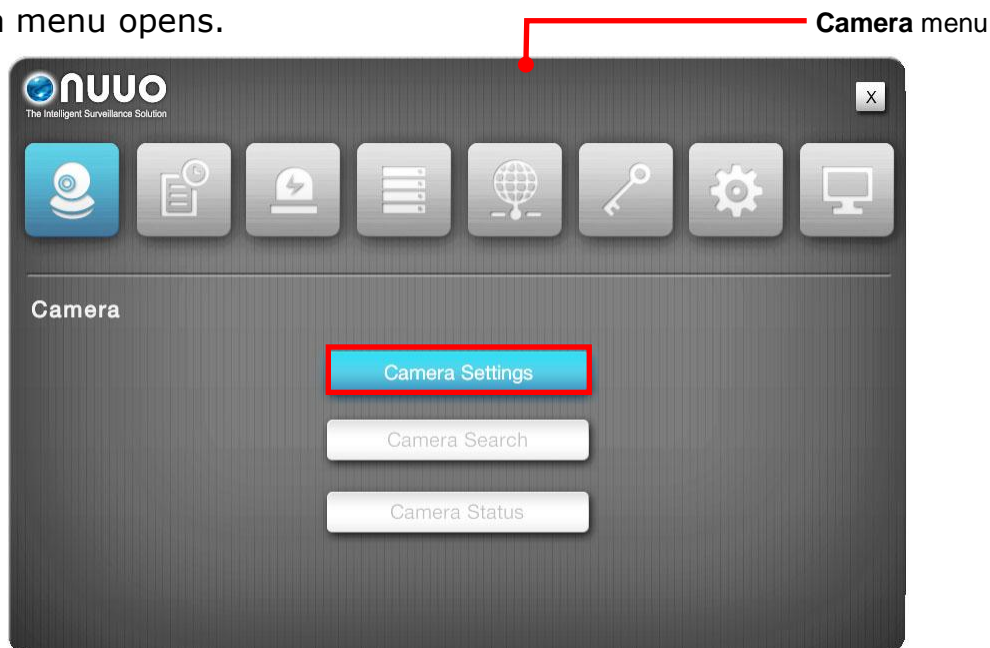 menu opens.
Camera menu
nuuo
The Intelligent Surveillance Solution
X
Camera
Camera Settings
Camera Search
Camera Status